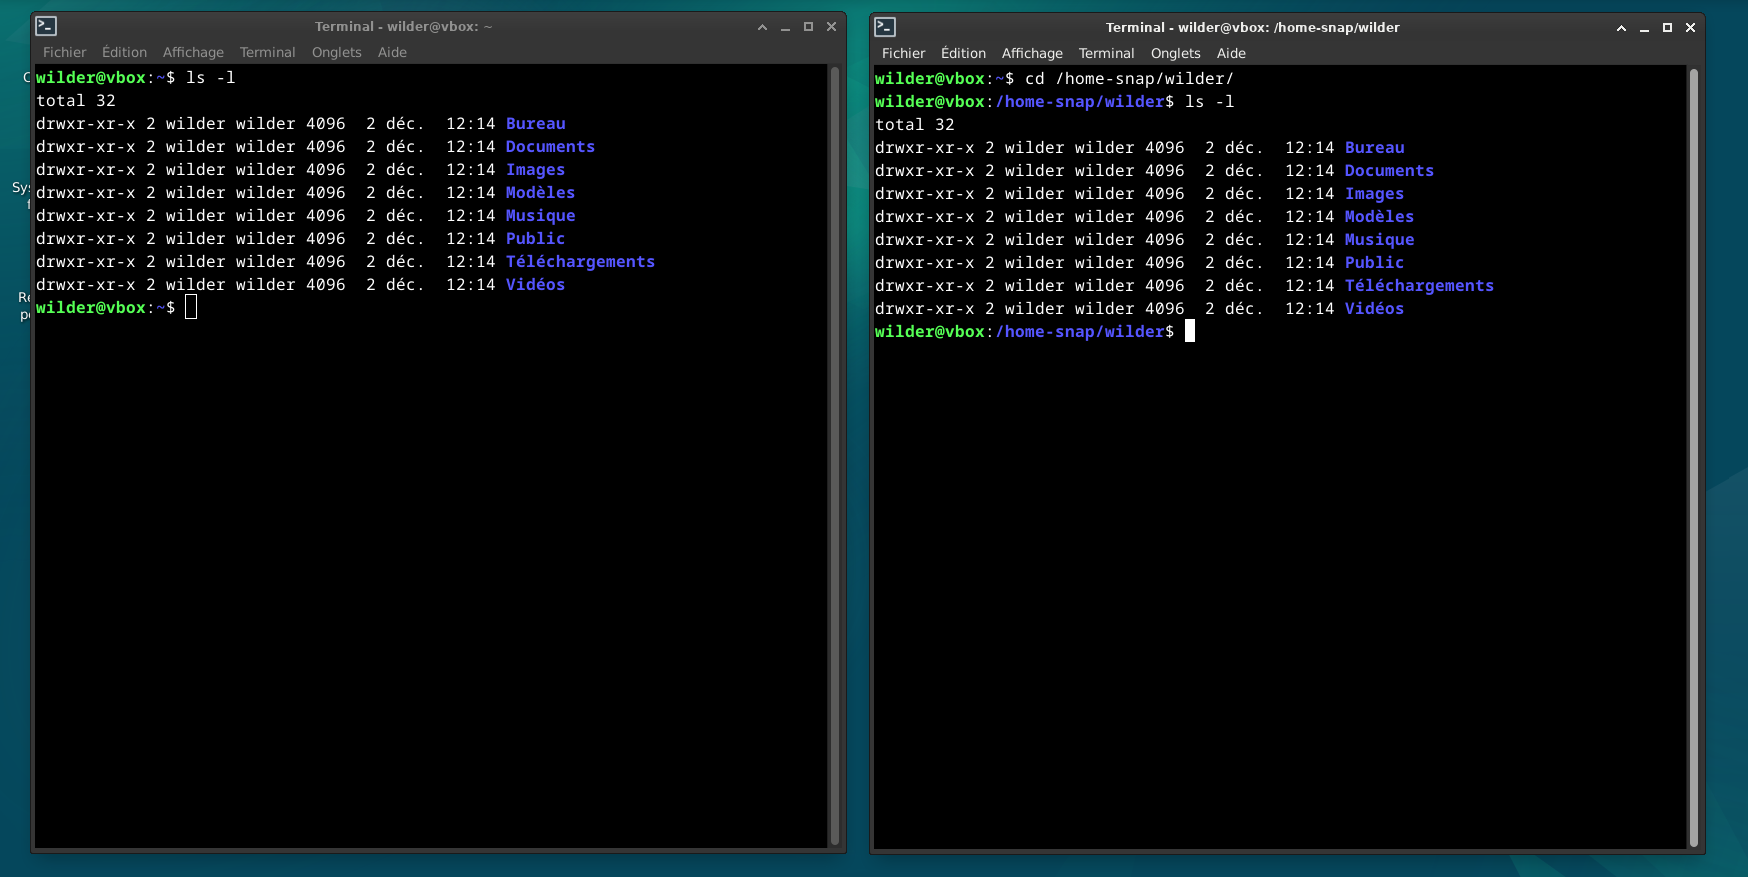 Terminal - wilder@vbox: ~
Fichier Édition Affichage Terminal Onglets Aide
wilder@vbox:~$ ls -l
total 32
drwxr-xr-x 2 wilder wilder 4096  2 déc.  12:14 Bureau
drwxr-xr-x 2 wilder wilder 4096  2 déc.  12:14 Documents
drwxr-xr-x 2 wilder wilder 4096  2 déc.  12:14 Images
drwxr-xr-x 2 wilder wilder 4096  2 déc.  12:14 Modèles
drwxr-xr-x 2 wilder wilder 4096  2 déc.  12:14 Musique
drwxr-xr-x 2 wilder wilder 4096  2 déc.  12:14 Public
drwxr-xr-x 2 wilder wilder 4096  2 déc.  12:14 Téléchargements
drwxr-xr-x 2 wilder wilder 4096  2 déc.  12:14 Vidéos
wilder@vbox:~$
Terminal - wilder@vbox: /home-snap/wilder
Fichier Édition Affichage Terminal Onglets Aide
wilder@vbox:~$ cd /home-snap/wilder/
wilder@vbox:/home-snap/wilder$ ls -l
total 32
drwxr-xr-x 2 wilder wilder 4096  2 déc.  12:14 Bureau
drwxr-xr-x 2 wilder wilder 4096  2 déc.  12:14 Documents
drwxr-xr-x 2 wilder wilder 4096  2 déc.  12:14 Images
drwxr-xr-x 2 wilder wilder 4096  2 déc.  12:14 Modèles
drwxr-xr-x 2 wilder wilder 4096  2 déc.  12:14 Musique
drwxr-xr-x 2 wilder wilder 4096  2 déc.  12:14 Public
drwxr-xr-x 2 wilder wilder 4096  2 déc.  12:14 Téléchargements
drwxr-xr-x 2 wilder wilder 4096  2 déc.  12:14 Vidéos
wilder@vbox:/home-snap/wilder$